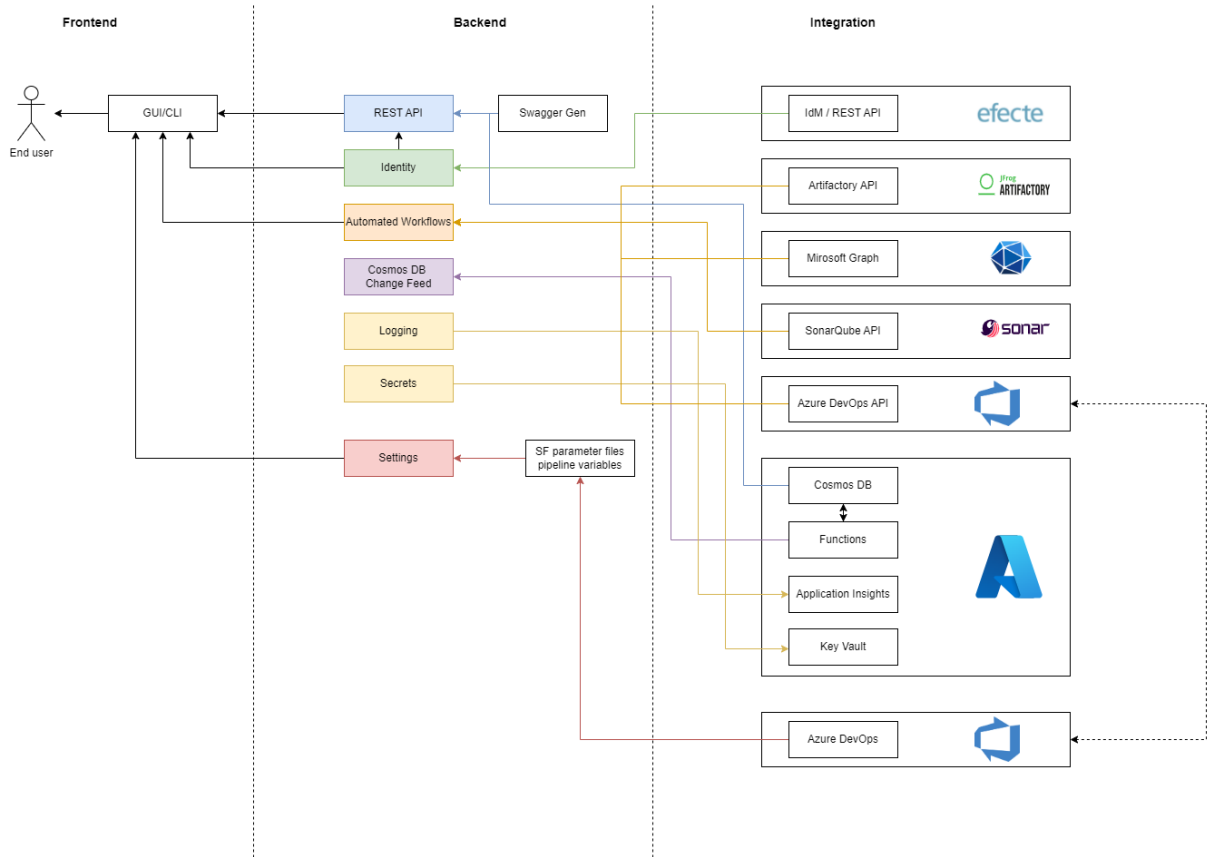 Frontend
Backend
Integration
End user
GUI/CLI
REST API
Swagger Gen
Identity
Automated Workflows
Cosmos DB
Change Feed
Logging
Secrets
Settings
SF parameter files
pipeline variables
IdM / REST API
efecte
Artifactory API
JFrog
ARTIFACTORY
Mirosoft Graph
SonarQube API
sonar
Azure DevOps API
Cosmos DB
Functions
Application Insights
Key Vault
Azure DevOps